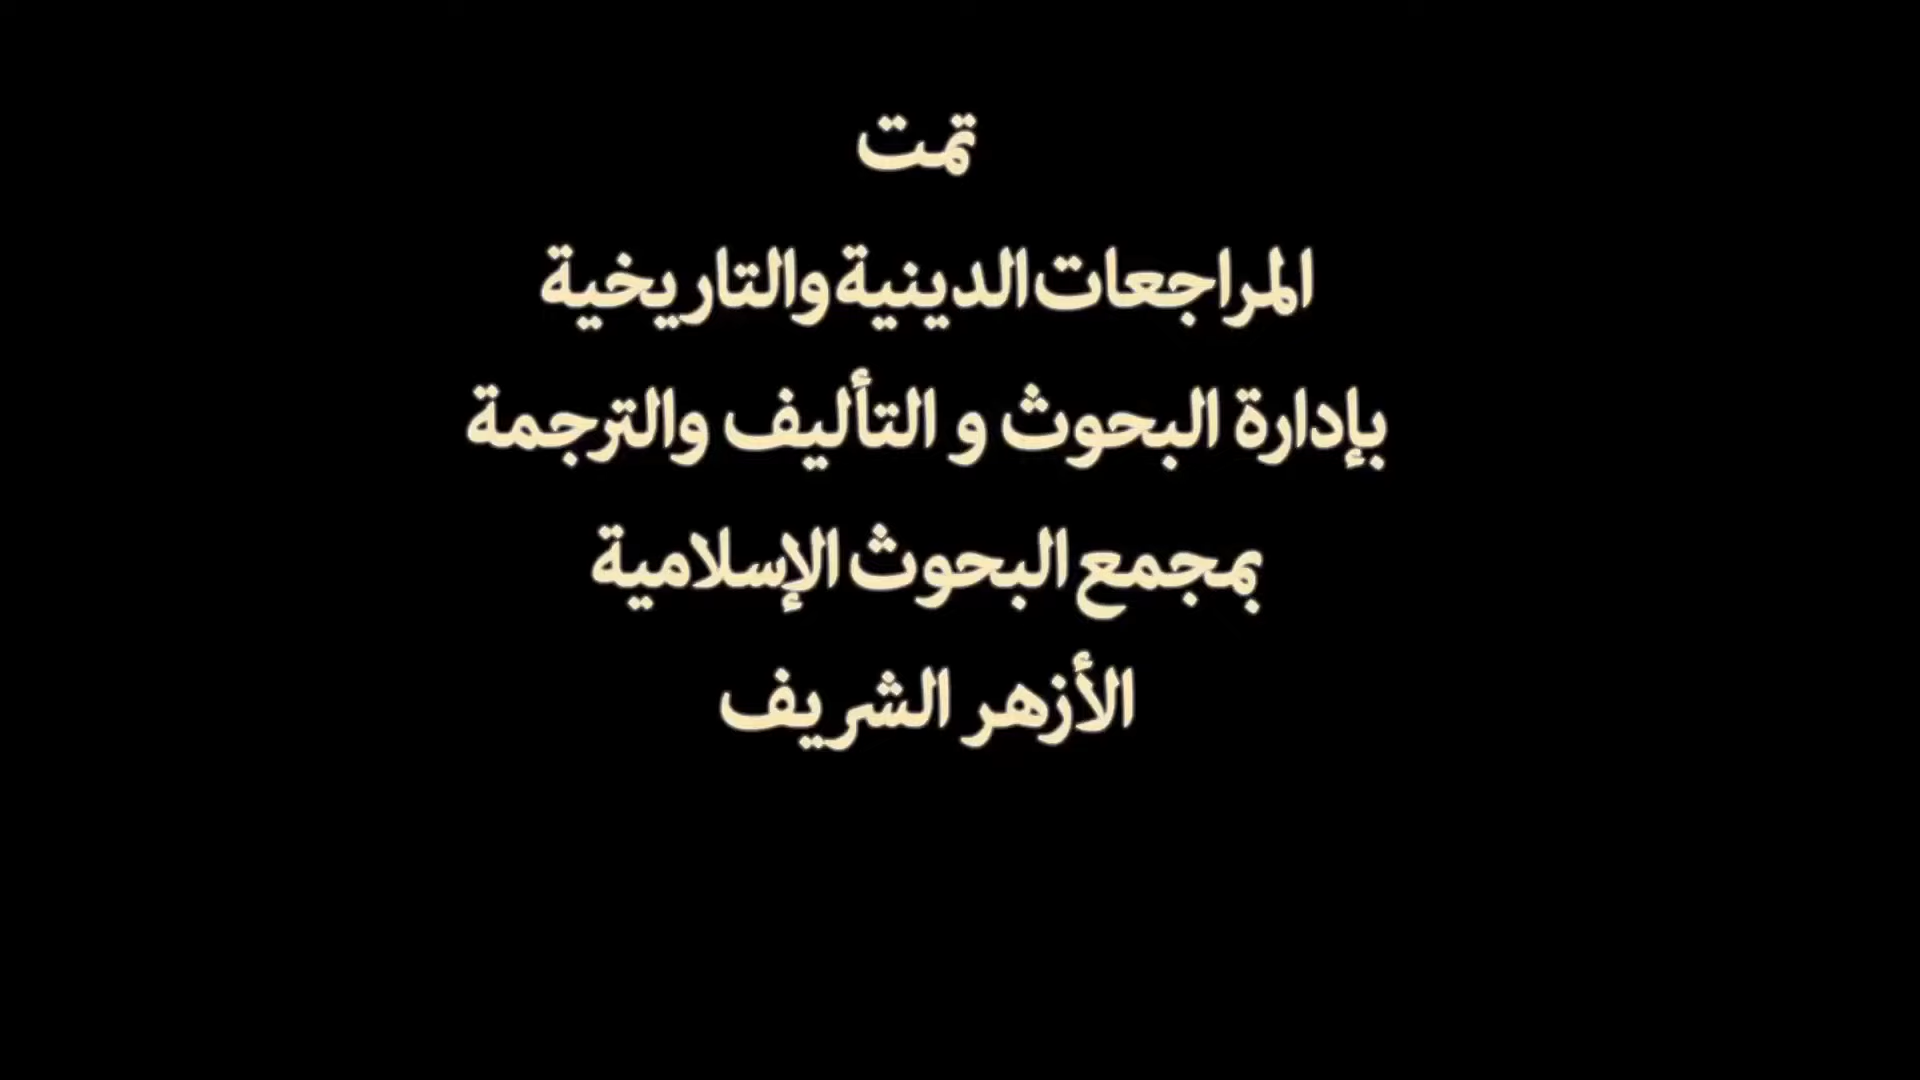 تمت
المراجعات الدينية والتاريخية
بإدارة البحوث و التأليف والترجمة
بمجمع البحوث الإسلامية
الأزهر الشريف